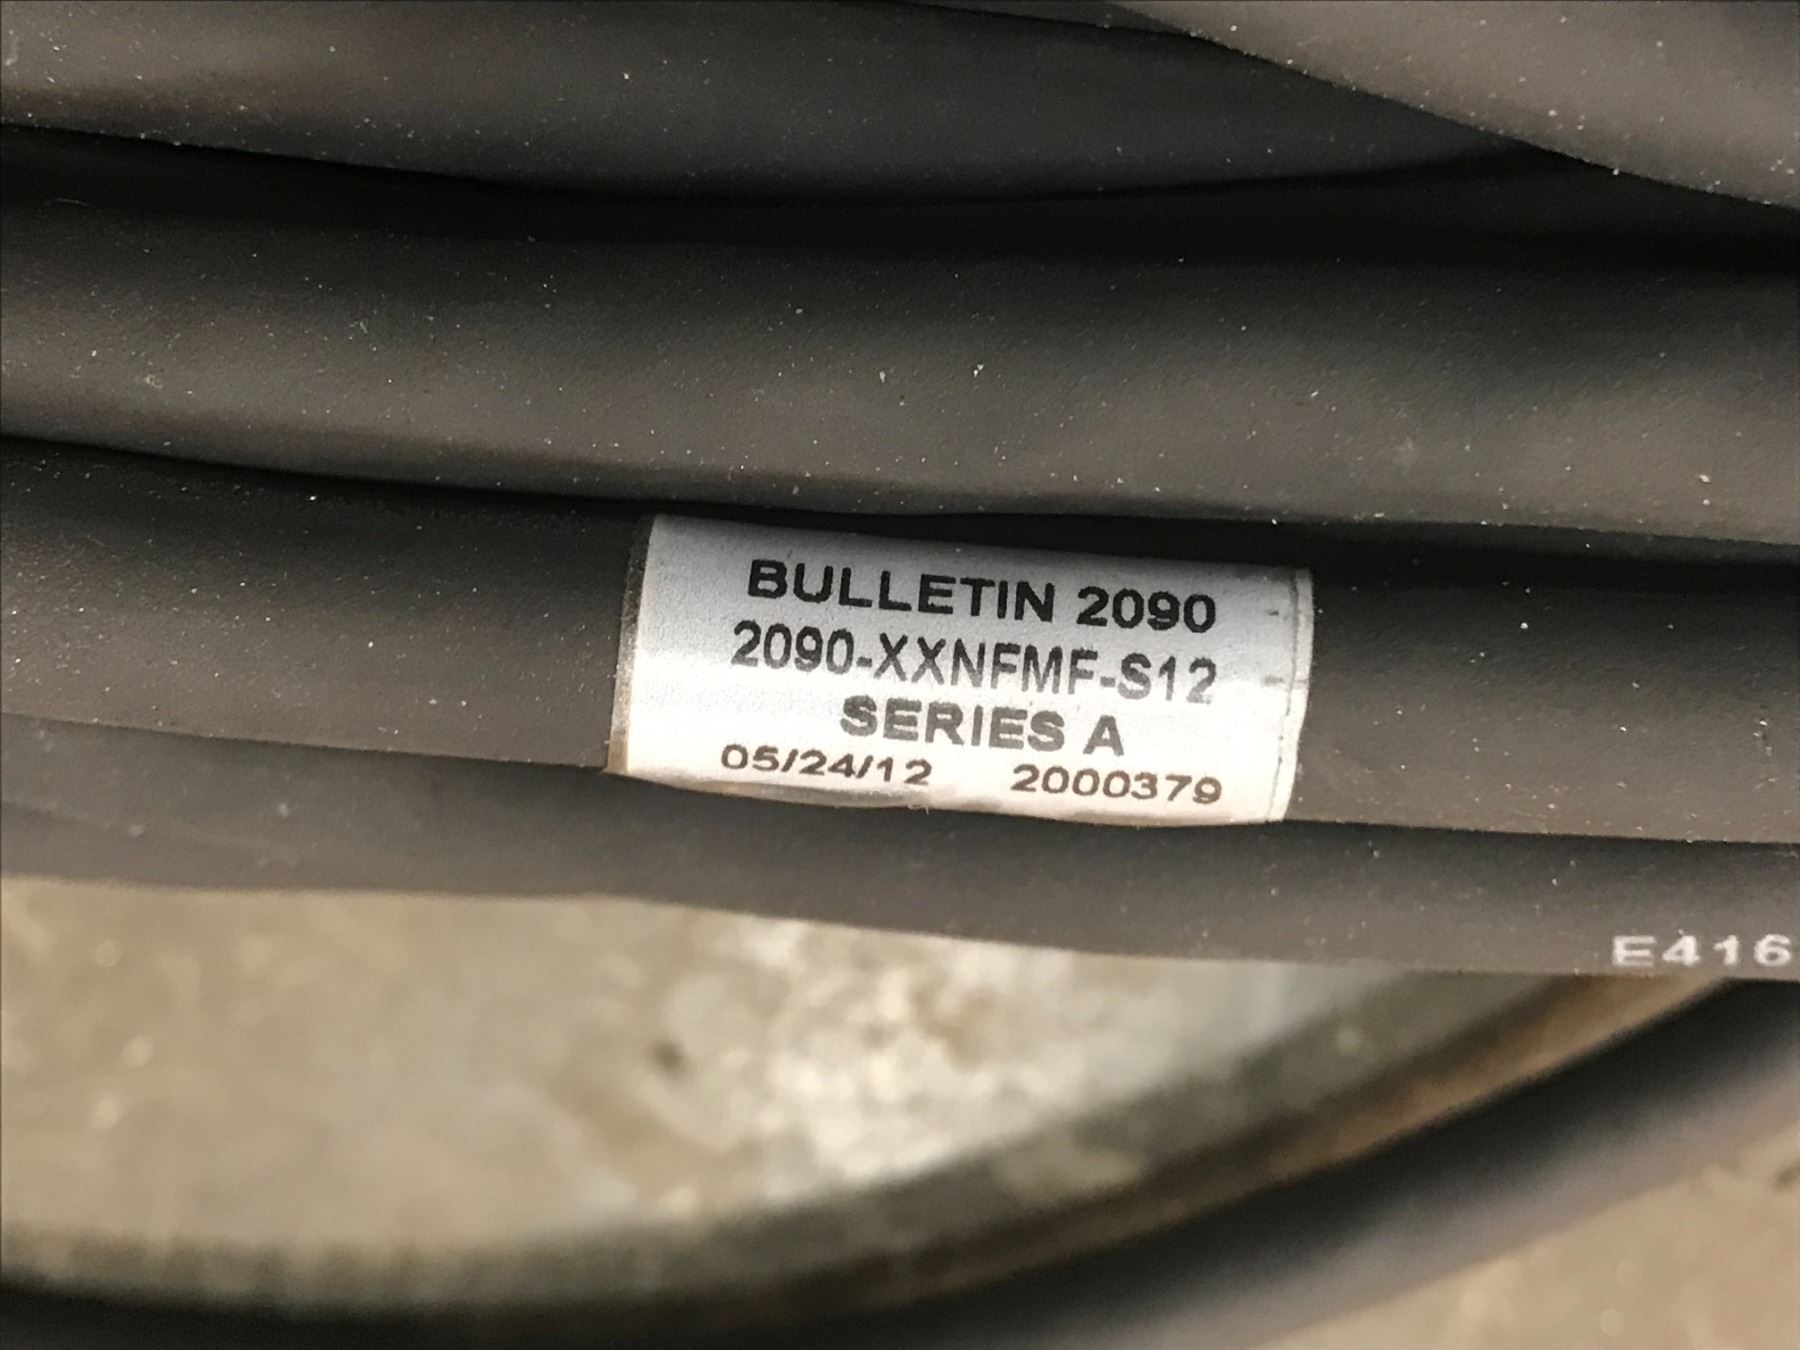 BULLETIN 2090
2090-XXNFMF-S12
SERIES A
05/24/12 2000379
E416